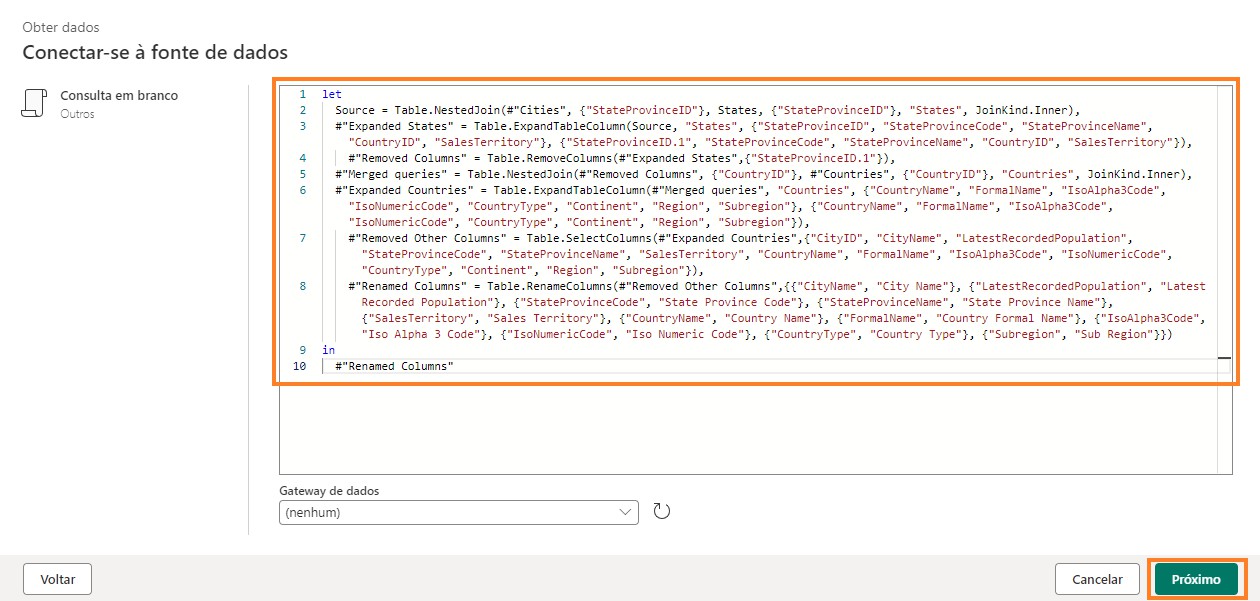 Obter dados
Conectar-se à fonte de dados
Consulta em branco
Outros
1 let
2 Source = Table.NestedJoin(#"Cities", {"StateProvinceID"}, States, {"StateProvinceID"}, "States", JoinKind.Inner),
3 #"Expanded States" = Table.ExpandTableColumn(Source, "States", {"StateProvinceID", "StateProvinceCode", "StateProvinceName",
"CountryID", "SalesTerritory"}, {"StateProvinceID.1", "StateProvinceCode", "StateProvinceName", "CountryID", "SalesTerritory"}),
4 #"Removed Columns" = Table.RemoveColumns(#"Expanded States",{"StateProvinceID.1"}),
5 #"Merged queries" = Table.NestedJoin(#"Removed Columns", {"CountryID"}, #"Countries", {"CountryID"}, "Countries", JoinKind.Inner),
6 #"Expanded Countries" = Table.ExpandTableColumn(#"Merged queries", "Countries", {"CountryName", "FormalName", "IsoAlpha3Code",
"IsoNumericCode", "CountryType", "Continent", "Region", "Subregion"}, {"CountryName", "FormalName", "IsoAlpha3Code",
"IsoNumericCode", "CountryType", "Continent", "Region", "Subregion"}),
7 #"Removed Other Columns" = Table.SelectColumns(#"Expanded Countries",{"CityID", "CityName", "LatestRecordedPopulation",
"StateProvinceCode", "StateProvinceName", "SalesTerritory", "CountryName", "FormalName", "IsoAlpha3Code", "IsoNumericCode",
"CountryType", "Continent", "Region", "Subregion"}),
8 #"Renamed Columns" = Table.RenameColumns(#"Removed Other Columns",{{"CityName", "City Name"}, {"LatestRecordedPopulation", "Latest
Recorded Population"}, {"StateProvinceCode", "State Province Code"}, {"StateProvinceName", "State Province Name"},
{"SalesTerritory", "Sales Territory"}, {"CountryName", "Country Name"}, {"FormalName", "Country Formal Name"}, {"IsoAlpha3Code",
"Iso Alpha 3 Code"}, {"IsoNumericCode", "Iso Numeric Code"}, {"CountryType", "Country Type"}, {"Subregion", "Sub Region"}})
9 in
10 #"Renamed Columns"
Gateway de dados
(nenhum)
Voltar
Cancelar
Próximo